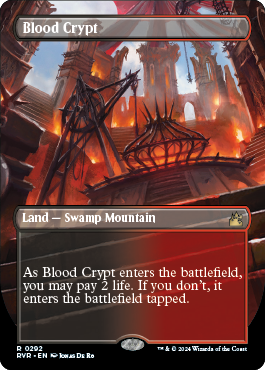 Blood Crypt
Land — Swamp Mountain
As Blood Crypt enters the battlefield,
you may pay 2 life. If you don't, it
enters the battlefield tapped.
R 0292
RVR • EN Jonas De Ro
™ & © 2024 Wizards of the Coast